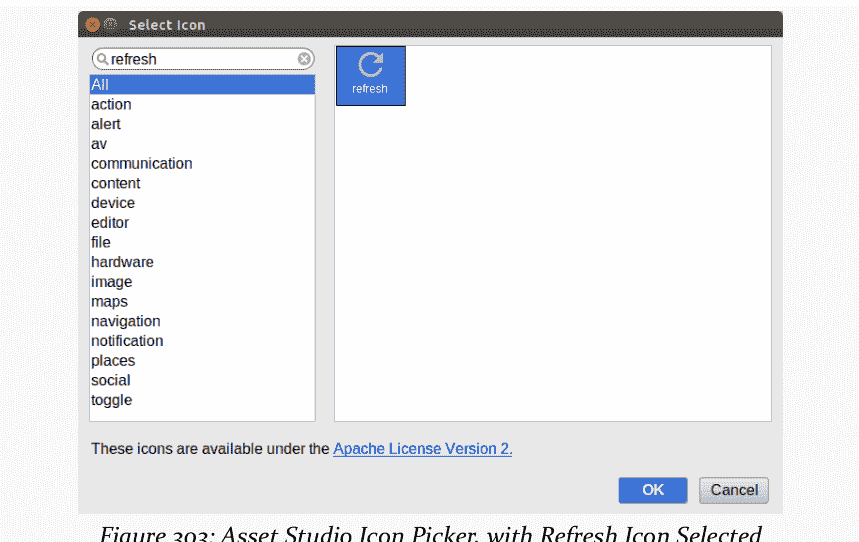 Select Icon
refresh
All
action
alert
av
communication
content
device
editor
file
hardware
image
maps
navigation
notification
places
social
toggle
refresh
These icons are available under the Apache License Version 2.
OK
Cancel
Figure 303: Asset Studio Icon Picker, with Refresh Icon Selected